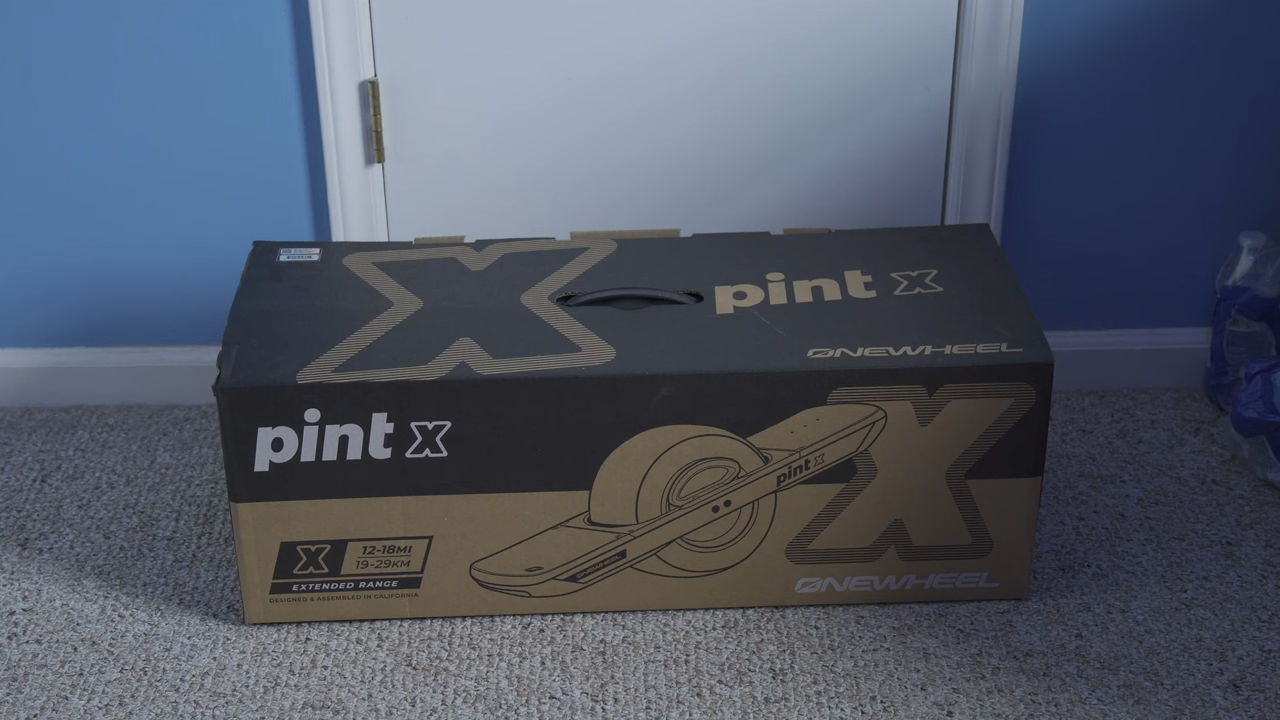 X
pint x
ONEWHEEL
pint x
pint x
X
X
12-18MI
19-29KM
EXTENDED RANGE
DESIGNED & ASSEMBLED IN CALIFORNIA
ONEWHEEL